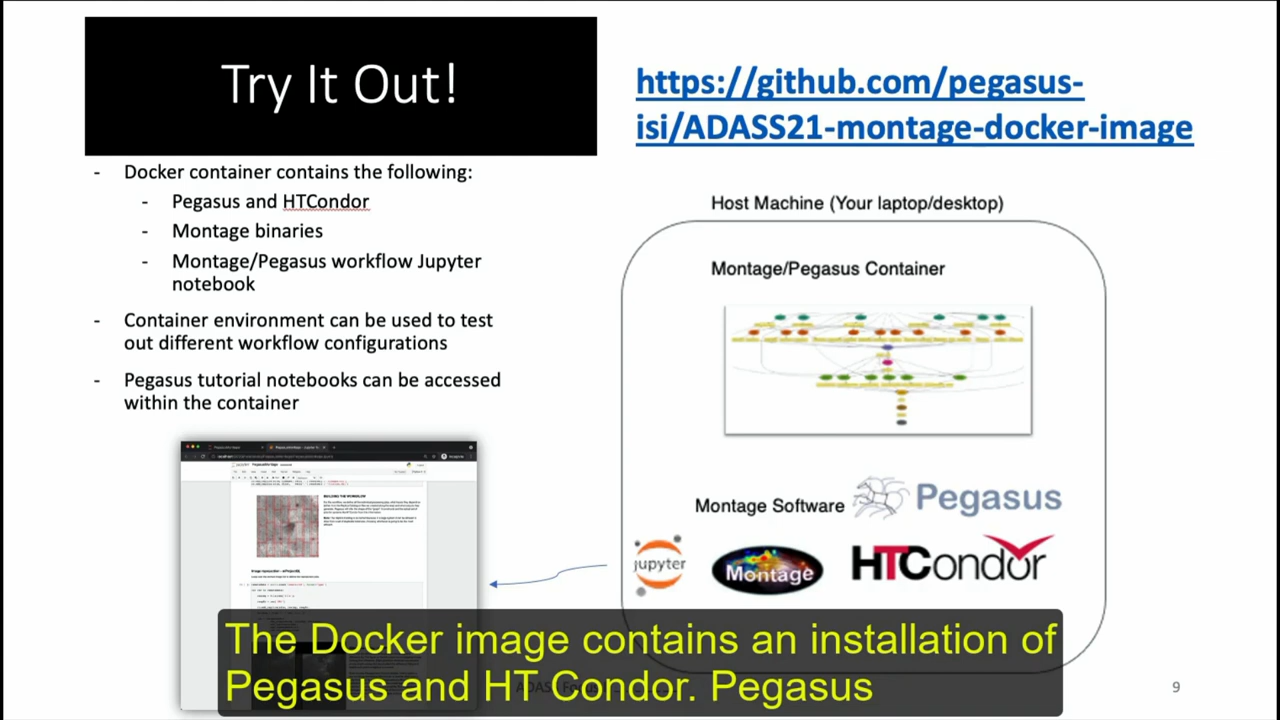 Try It Out!
https://github.com/pegasus-
isi/ADASS21-montage-docker-image
- Docker container contains the following:
- Pegasus and HTCondor
- Montage binaries
- Montage/Pegasus workflow Jupyter
notebook
- Container environment can be used to test
out different workflow configurations
- Pegasus tutorial notebooks can be accessed
within the container
Host Machine (Your laptop/desktop)
Montage/Pegasus Container
Montage Software
Pegasus
jupyter
Montage
HTCondor
BUILDING THE WORKFLOW
The Docker image contains an installation of
Pegasus and HT Condor. Pegasus
9